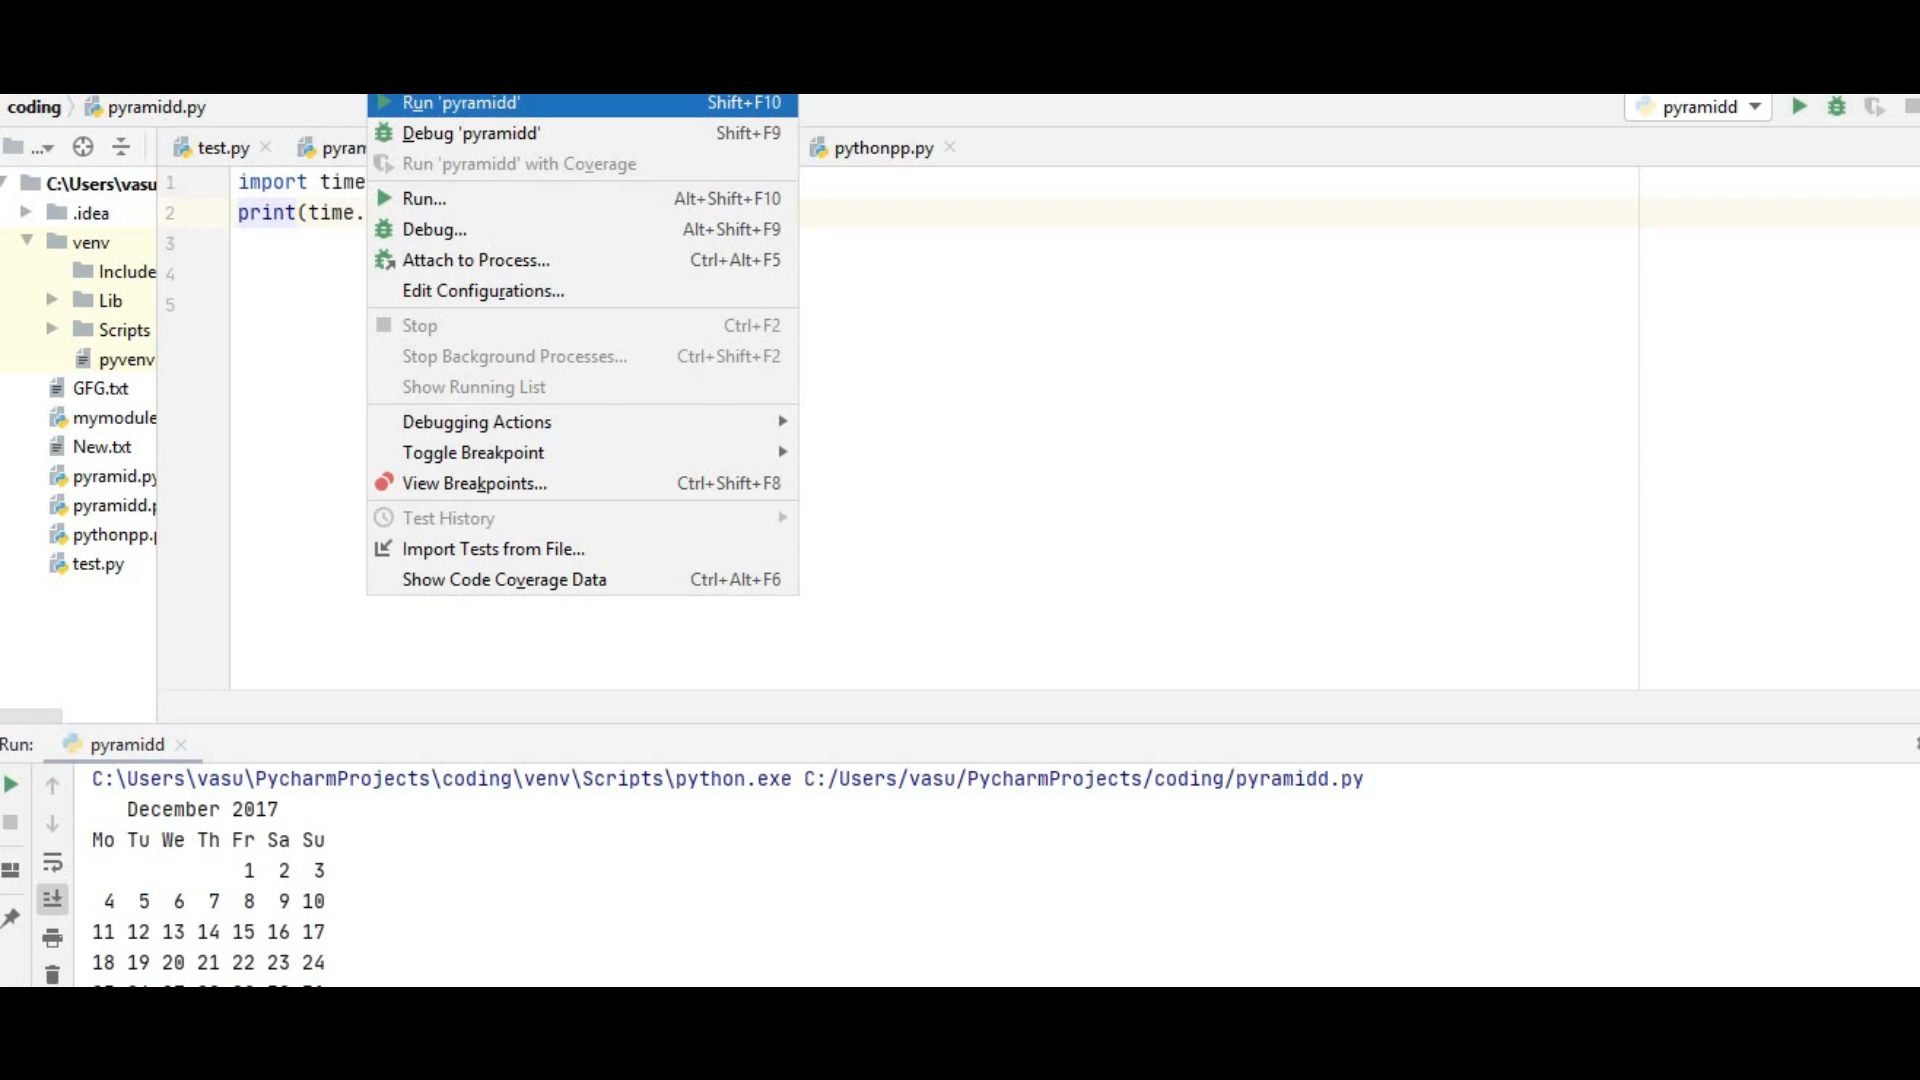 coding pyramidd.py
pyramidd
test.py
pythonpp.py
C:\Users\vasu
.idea
venv
Include
Lib
Scripts
pyvenv
GFG.txt
mymodule
New.txt
pyramid.py
pyramidd.p
pythonpp.p
test.py
1 import time
2 print(time.
3
4
5
Run 'pyramidd' Shift+F10
Debug 'pyramidd' Shift+F9
Run 'pyramidd' with Coverage
Run... Alt+Shift+F10
Debug... Alt+Shift+F9
Attach to Process... Ctrl+Alt+F5
Edit Configurations...
Stop Ctrl+F2
Stop Background Processes... Ctrl+Shift+F2
Show Running List
Debugging Actions
Toggle Breakpoint
View Breakpoints... Ctrl+Shift+F8
Test History
Import Tests from File...
Show Code Coverage Data Ctrl+Alt+F6
Run: pyramidd
C:\Users\vasu\PycharmProjects\coding\venv\Scripts\python.exe C:/Users/vasu/PycharmProjects/coding/pyramidd.py
December 2017
Mo Tu We Th Fr Sa Su
1 2 3
4 5 6 7 8 9 10
11 12 13 14 15 16 17
18 19 20 21 22 23 24